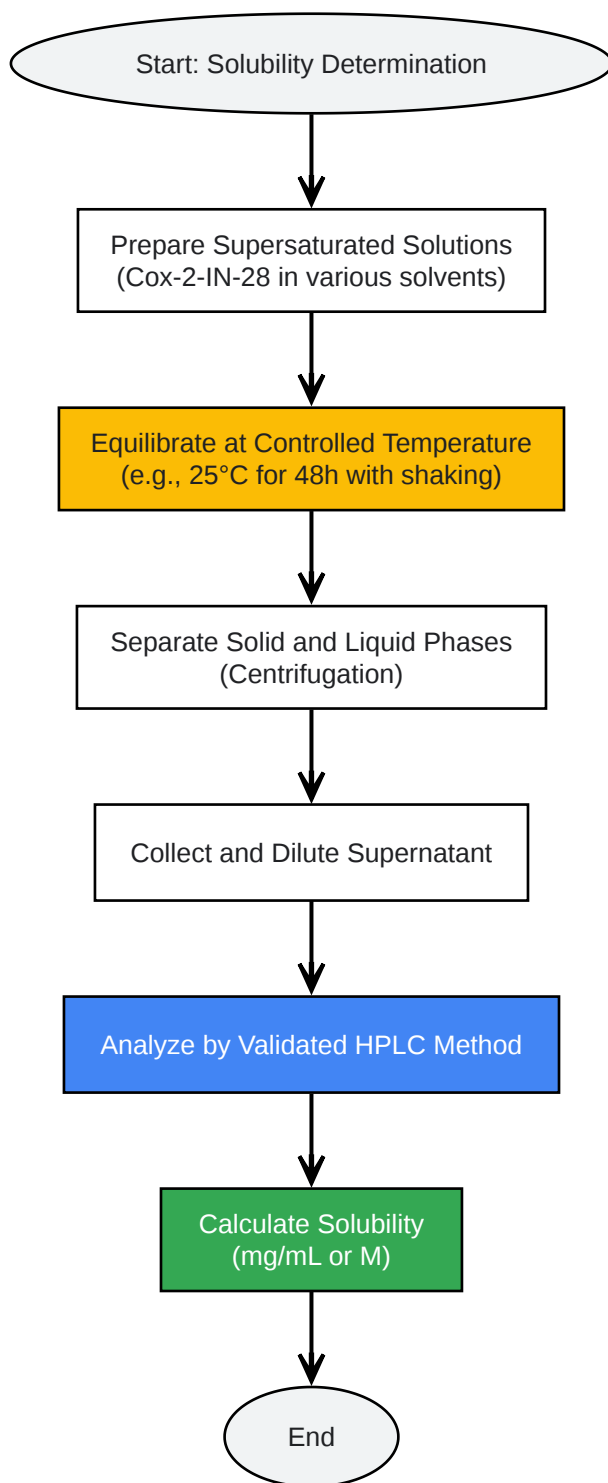 Start: Solubility Determination
Prepare Supersaturated Solutions
(Cox-2-IN-28 in various solvents)
Equilibrate at Controlled Temperature
(e.g., 25°C for 48h with shaking)
Separate Solid and Liquid Phases
(Centrifugation)
Collect and Dilute Supernatant
Analyze by Validated HPLC Method
Calculate Solubility
(mg/mL or M)
End